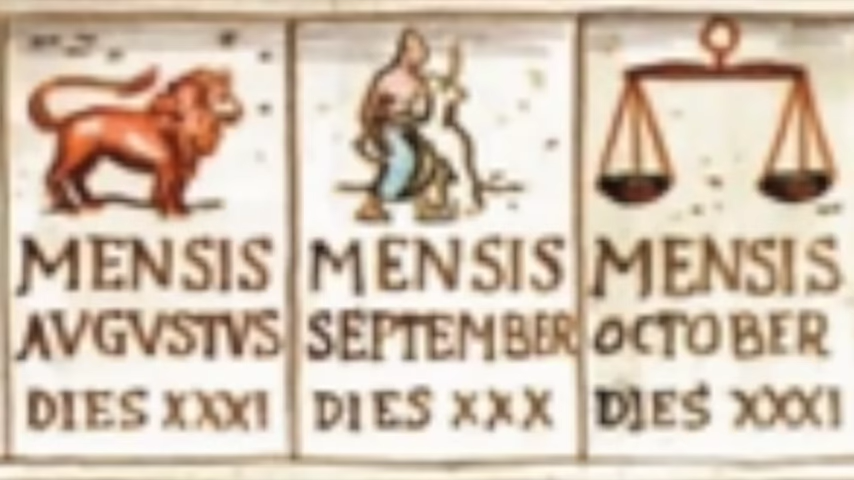 MENSIS
AVGVSTVS
DIES XXXI
MENSIS
SEPTEMBER
DIES XXX
MENSIS
OCTOBER
DIES XXXI